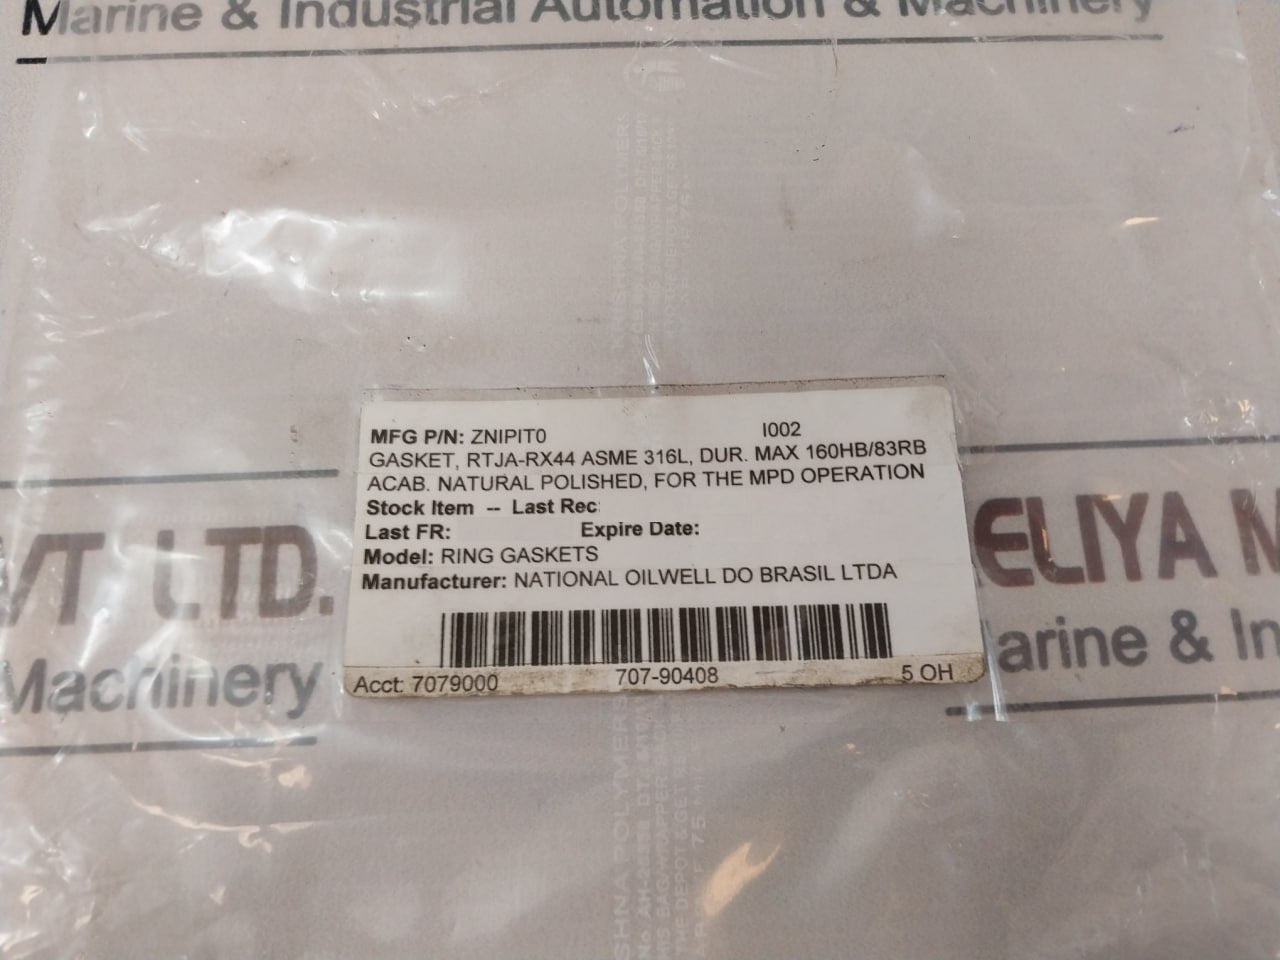 Marine & Industrial Automation & Machinery
MFG P/N: ZNIPIT0 I002
GASKET, RTJA-RX44 ASME 316L, DUR. MAX 160HB/83RB
ACAB. NATURAL POLISHED, FOR THE MPD OPERATION
Stock Item -- Last Rec:
Last FR: Expire Date:
Model: RING GASKETS
Manufacturer: NATIONAL OILWELL DO BRASIL LTDA
Acct: 7079000 707-90408 5 OH
VT LTD.
Machinery
AELIYA M
arine & In